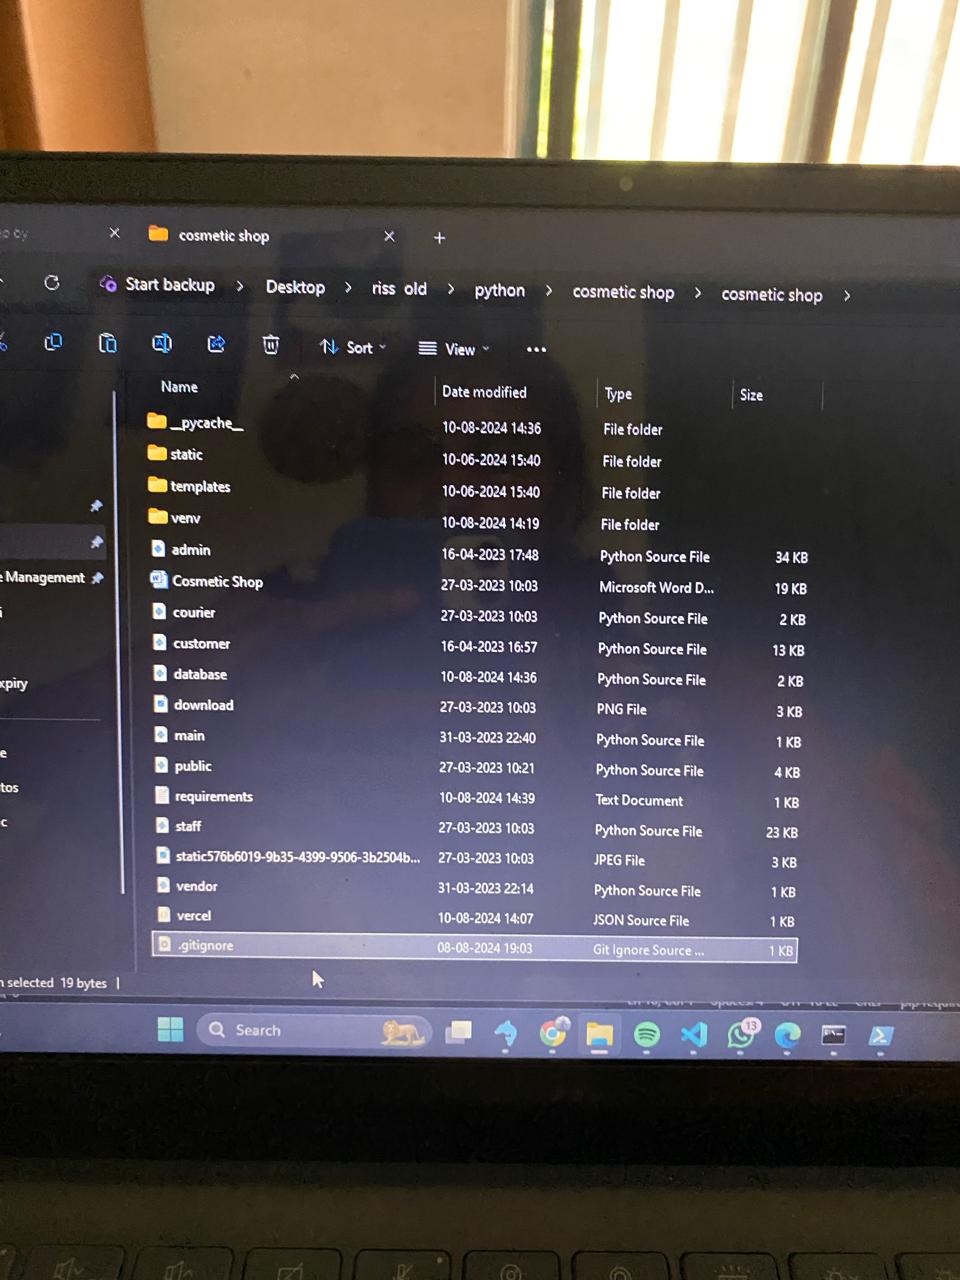 cosmetic shop
Start backup > Desktop > riss old > python > cosmetic shop > cosmetic shop >
Sort View ...
Name Date modified Type Size
__pycache__ 10-08-2024 14:36 File folder
static 10-06-2024 15:40 File folder
templates 10-06-2024 15:40 File folder
venv 10-08-2024 14:19 File folder
admin 16-04-2023 17:48 Python Source File 34 KB
e Management
Cosmetic Shop 27-03-2023 10:03 Microsoft Word D... 19 KB
courier 27-03-2023 10:03 Python Source File 2 KB
customer 16-04-2023 16:57 Python Source File 13 KB
xpiry
database 10-08-2024 14:36 Python Source File 2 KB
download 27-03-2023 10:03 PNG File 3 KB
main 31-03-2023 22:40 Python Source File 1 KB
public 27-03-2023 10:21 Python Source File 4 KB
tos
requirements 10-08-2024 14:39 Text Document 1 KB
staff 27-03-2023 10:03 Python Source File 23 KB
static576b6019-9b35-4399-9506-3b2504b... 27-03-2023 10:03 JPEG File 3 KB
vendor 31-03-2023 22:14 Python Source File 1 KB
vercel 10-08-2024 14:07 JSON Source File 1 KB
.gitignore 08-08-2024 19:03 Git Ignore Source ... 1 KB
selected 19 bytes
Search
13